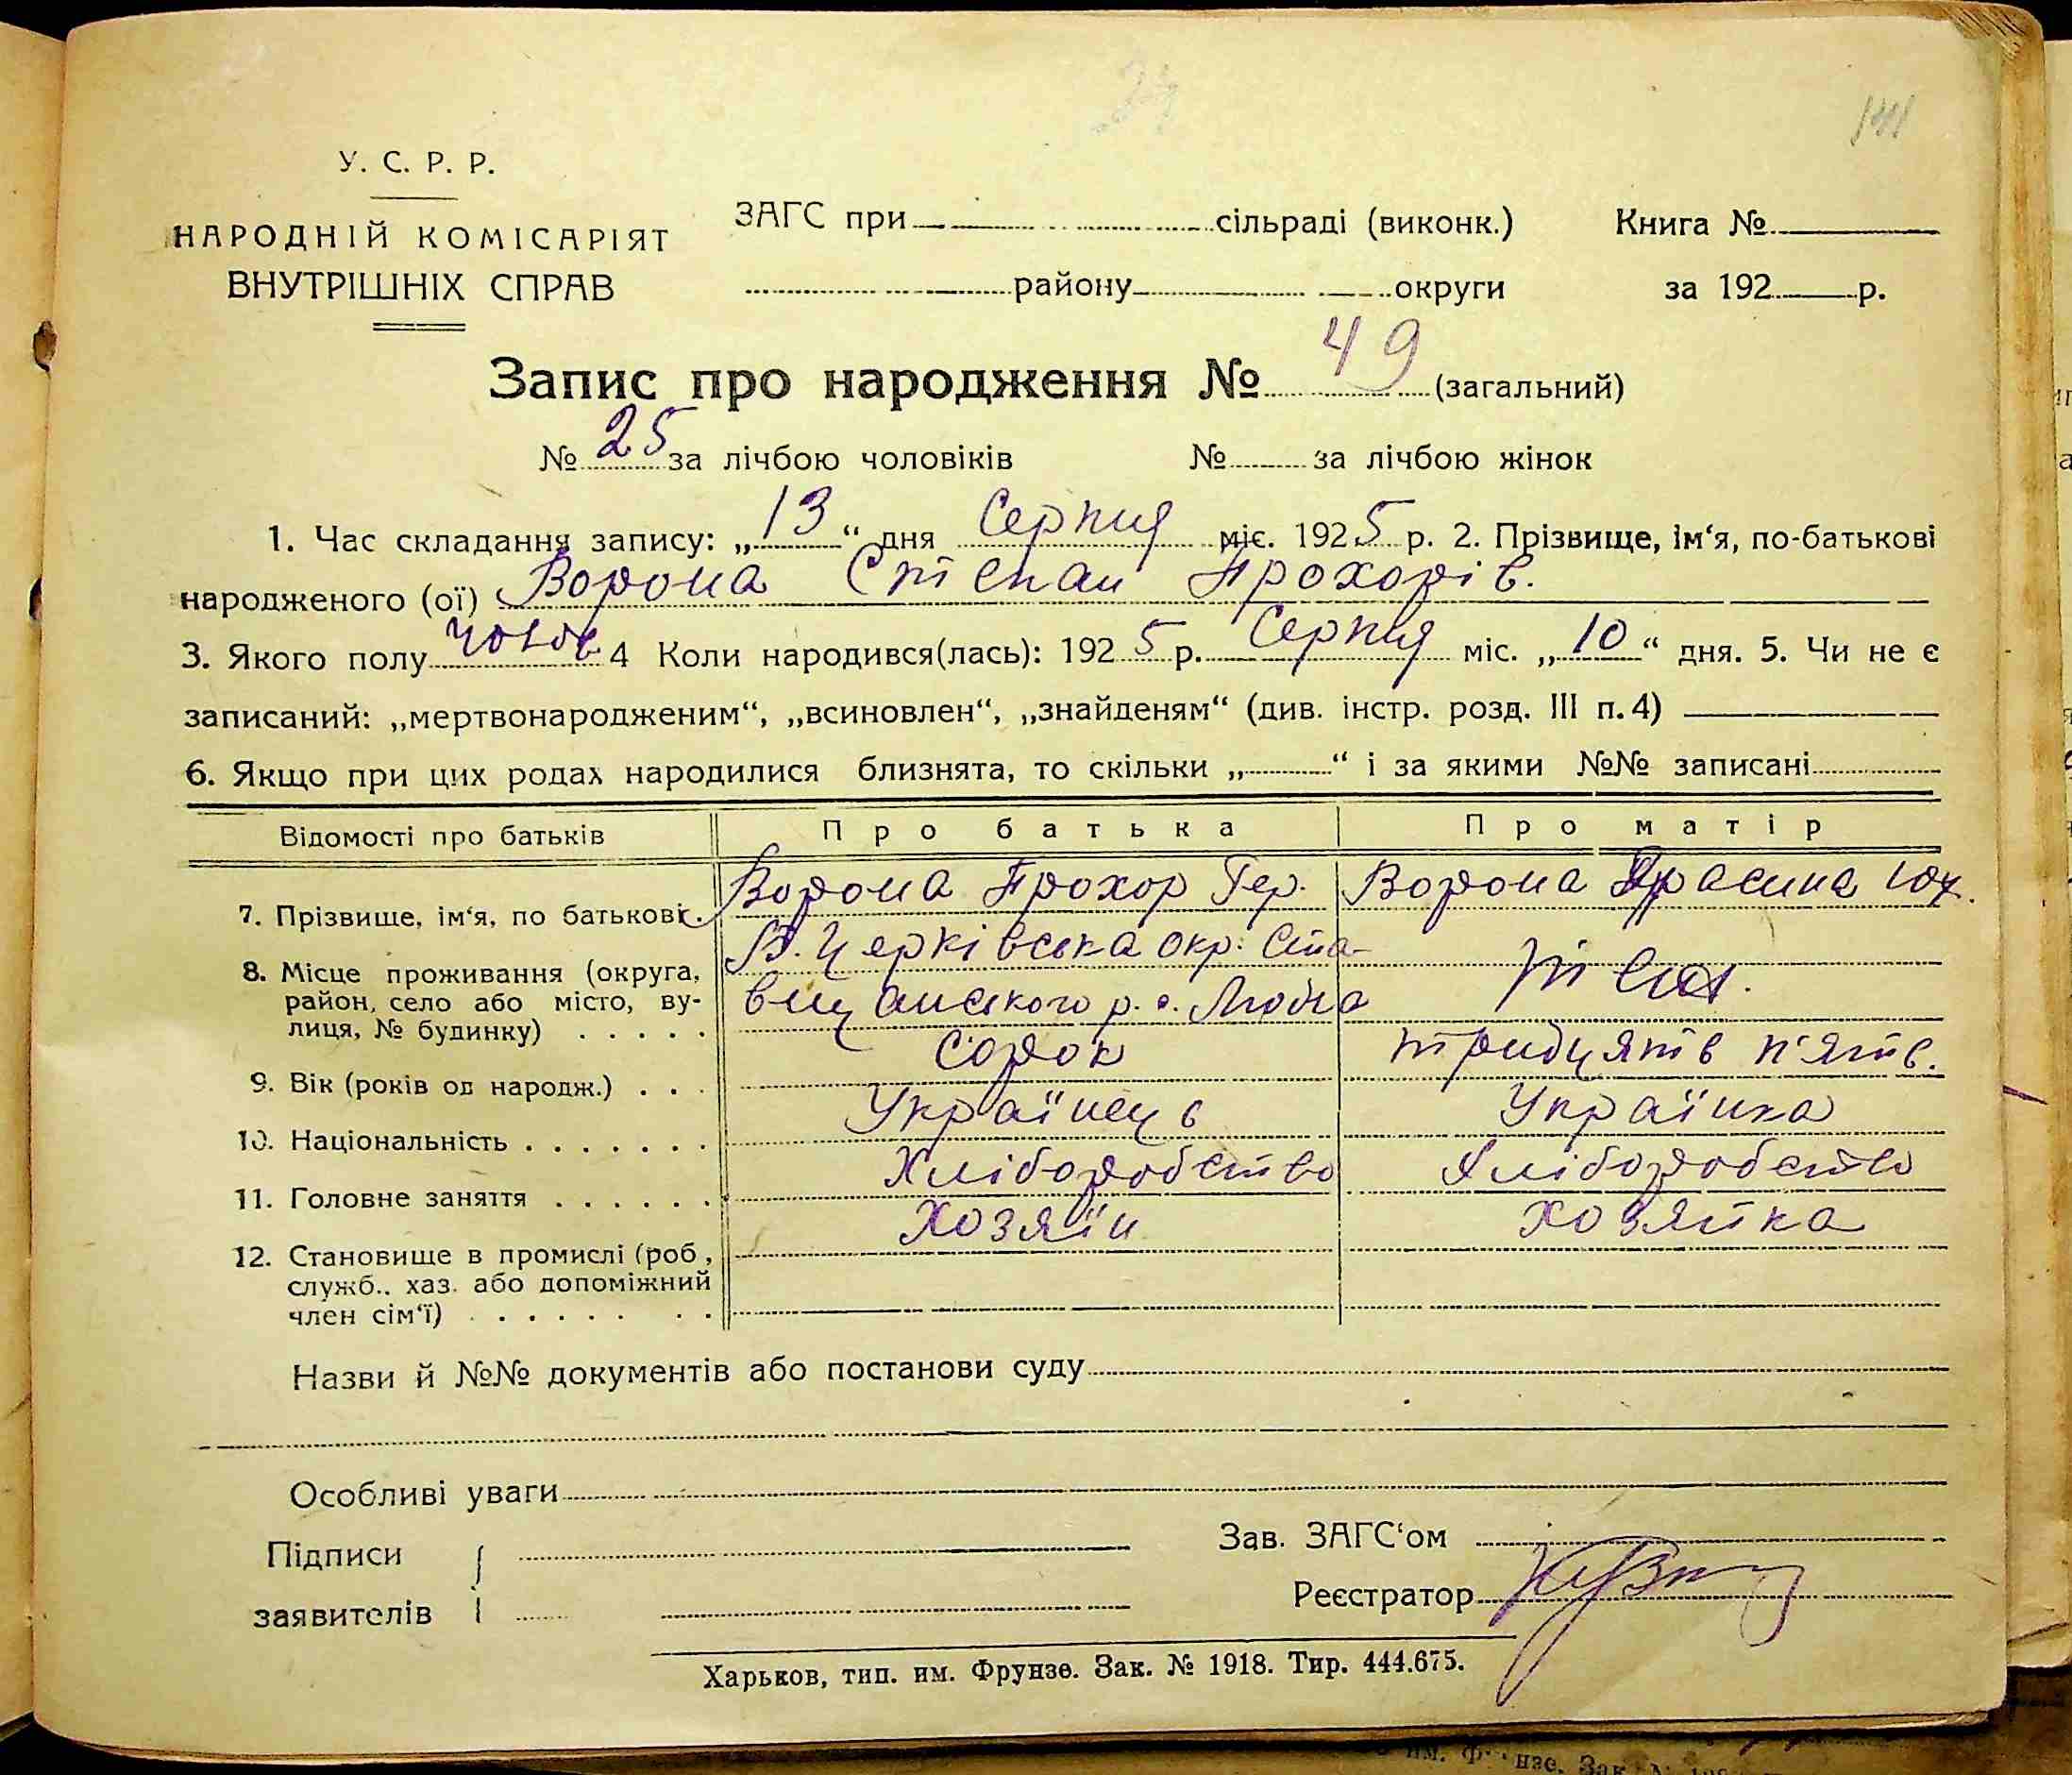 141
У. С. Р. Р.
НАРОДНІЙ КОМІСАРІЯТ
ВНУТРІШНІХ СПРАВ
ЗАГС при сільраді (виконк.)
району округи
Книга №
за 192 р.
Запис про народження № 49 (загальний)
№ 25 за лічбою чоловіків № за лічбою жінок
1. Час складання запису: „13“ дня Серпня міс. 1925 р. 2. Прізвище, ім‘я, по-батькові
народженого (ої) Ворона Степан Прохорів.
3. Якого полу чолов. 4 Коли народився(лась): 1925 р. Серпня міс. „10“ дня. 5. Чи не є
записаний: „мертвонародженим“, „всиновлен“, „знайденям“ (див. інстр. розд. III п. 4)
6. Якщо при цих родах народилися близнята, то скільки „ “ і за якими №№ записані
Відомості про батьків Про батька Про матір
7. Прізвище, ім‘я, по батькові. Ворона Прохор Гер. Ворона
8. Місце проживання (округа, район, село або місто, вулиця, № будинку) Б. Церківська окр. Ста-
вищанського р. с.
9. Вік (років од народж.) сорок тридцять п'ять.
10. Національність Українець Українка
11. Головне заняття Хліборобство Хліборобство
12. Становище в промислі (роб., Хозяїн Хозяйка
служб.. хаз. або допоміжний
член сім‘ї)
Назви й №№ документів або постанови суду
Особливі уваги
Підписи
заявителів
Зав. ЗАГС‘ом
Реєстратор
Харьков, тип. им. Фрунзе. Зак. № 1918. Тир. 444.675.